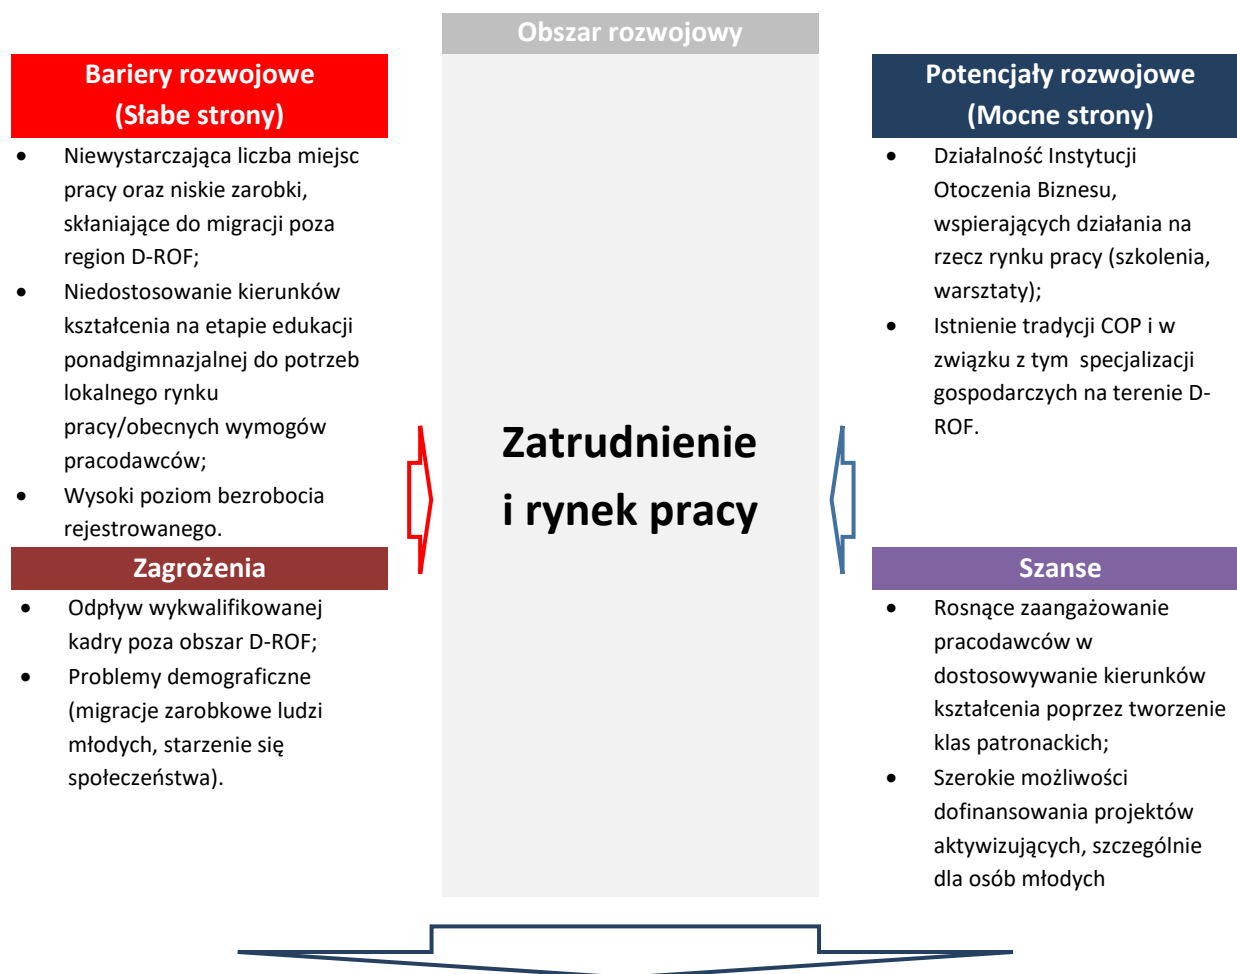 Obszar rozwojowy
Bariery rozwojowe
(Słabe strony)
• Niewystarczająca liczba miejsc
pracy oraz niskie zarobki,
skłaniające do migracji poza
region D-ROF;
• Niedostosowanie kierunków
kształcenia na etapie edukacji
ponadgimnazjalnej do potrzeb
lokalnego rynku
pracy/obecnych wymogów
pracodawców;
• Wysoki poziom bezrobocia
rejestrowanego.
Zagrożenia
• Odpływ wykwalifikowanej
kadry poza obszar D-ROF;
• Problemy demograficzne
(migracje zarobkowe ludzi
młodych, starzenie się
społeczeństwa).
Zatrudnienie
i rynek pracy
Potencjały rozwojowe
(Mocne strony)
• Działalność Instytucji
Otoczenia Biznesu,
wspierających działania na
rzecz rynku pracy (szkolenia,
warsztaty);
• Istnienie tradycji COP i w
związku z tym specjalizacji
gospodarczych na terenie D-
ROF.
Szanse
• Rosnące zaangażowanie
pracodawców w
dostosowywanie kierunków
kształcenia poprzez tworzenie
klas patronackich;
• Szerokie możliwości
dofinansowania projektów
aktywizujących, szczególnie
dla osób młodych